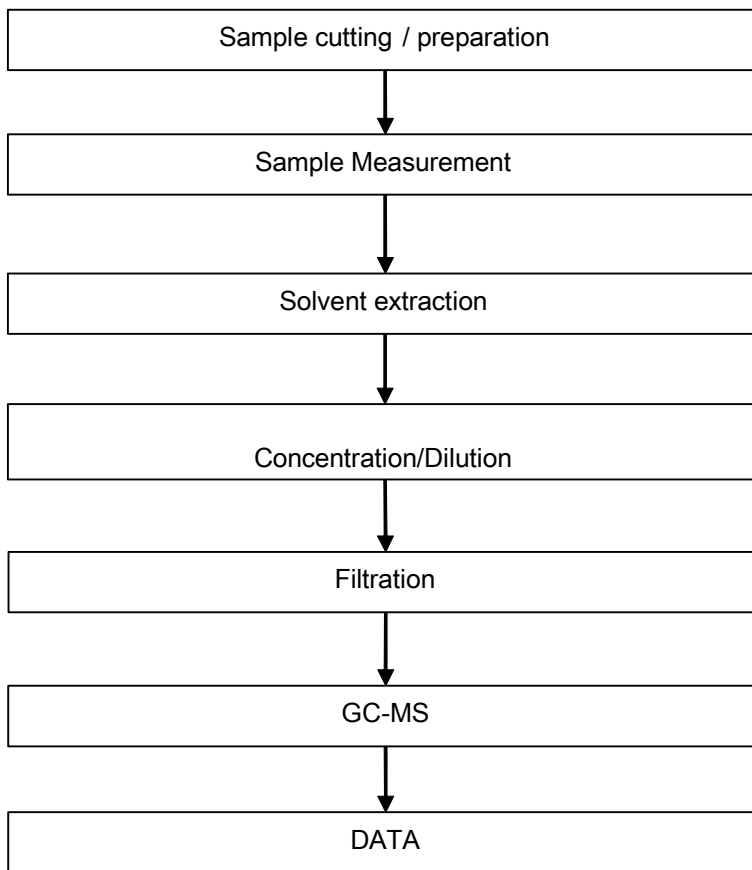 Sample cutting / preparation
Sample Measurement
Solvent extraction
Concentration/Dilution
Filtration
GC-MS
DATA